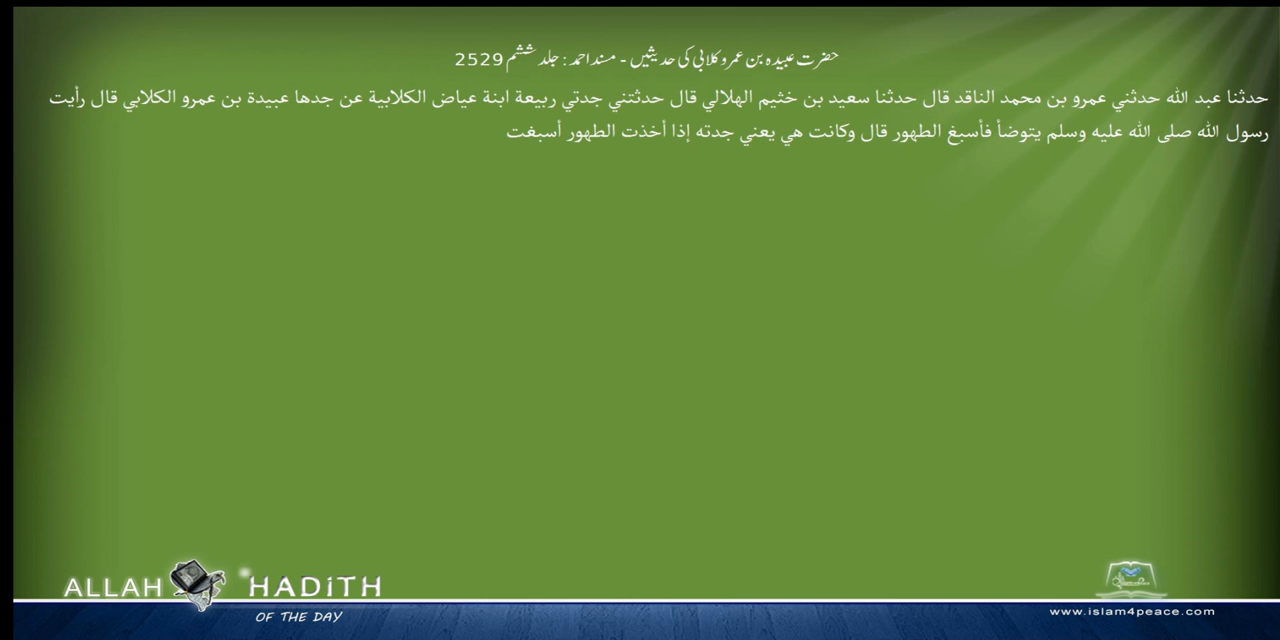 حضرت عبیدہ بن عمرو کلابی کی حدیثیں - مسند احمد : جلد ششم 2529
حدثنا عبد الله حدثني عمرو بن محمد الناقد قال حدثنا سعيد بن خثيم الهلالي قال حدثتني جدتي ربيعة ابنة عياض الكلابية عن جدها عبيدة بن عمرو الكلابي قال رأيت
رسول الله صلى الله عليه وسلم يتوضأ فأسبغ الطهور قال وكانت هي يعني جدته إذا أخذت الطهور أسبغت
ALLAH HADITH
OF THE DAY
www.islam4peace.com